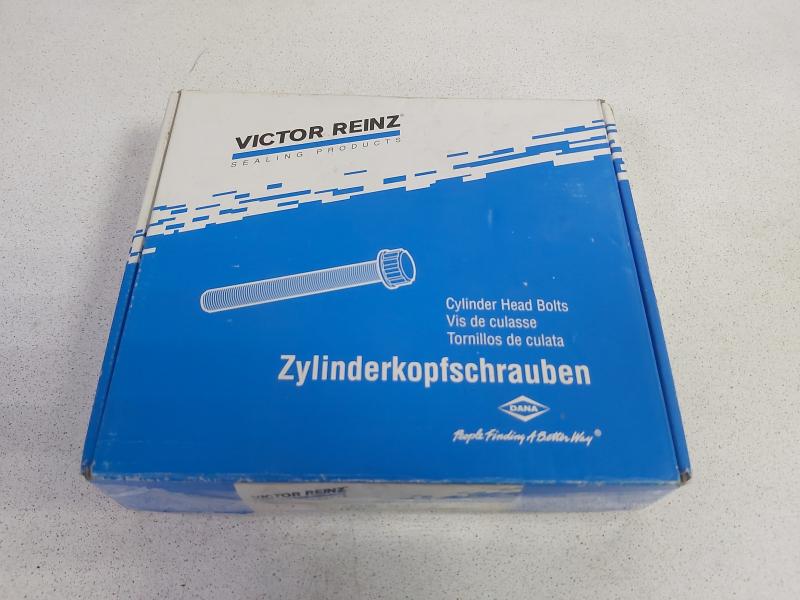 VICTOR REINZ®
SEALING PRODUCTS
Cylinder Head Bolts
Vis de culasse
Tornillos de culata
Zylinderkopfschrauben
DANA
People Finding A Better Way®
VICTOR REINZ